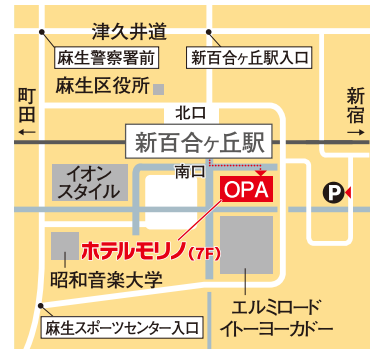 津久井道
麻生警察署前
新百合ヶ丘駅入口
麻生区役所
町田
←
新宿
→
北口
新百合ヶ丘駅
南口
イオン
スタイル
OPA
P
ホテルモリノ(7F)
昭和音楽大学
エルミロード
イトーヨーカドー
麻生スポーツセンター入口